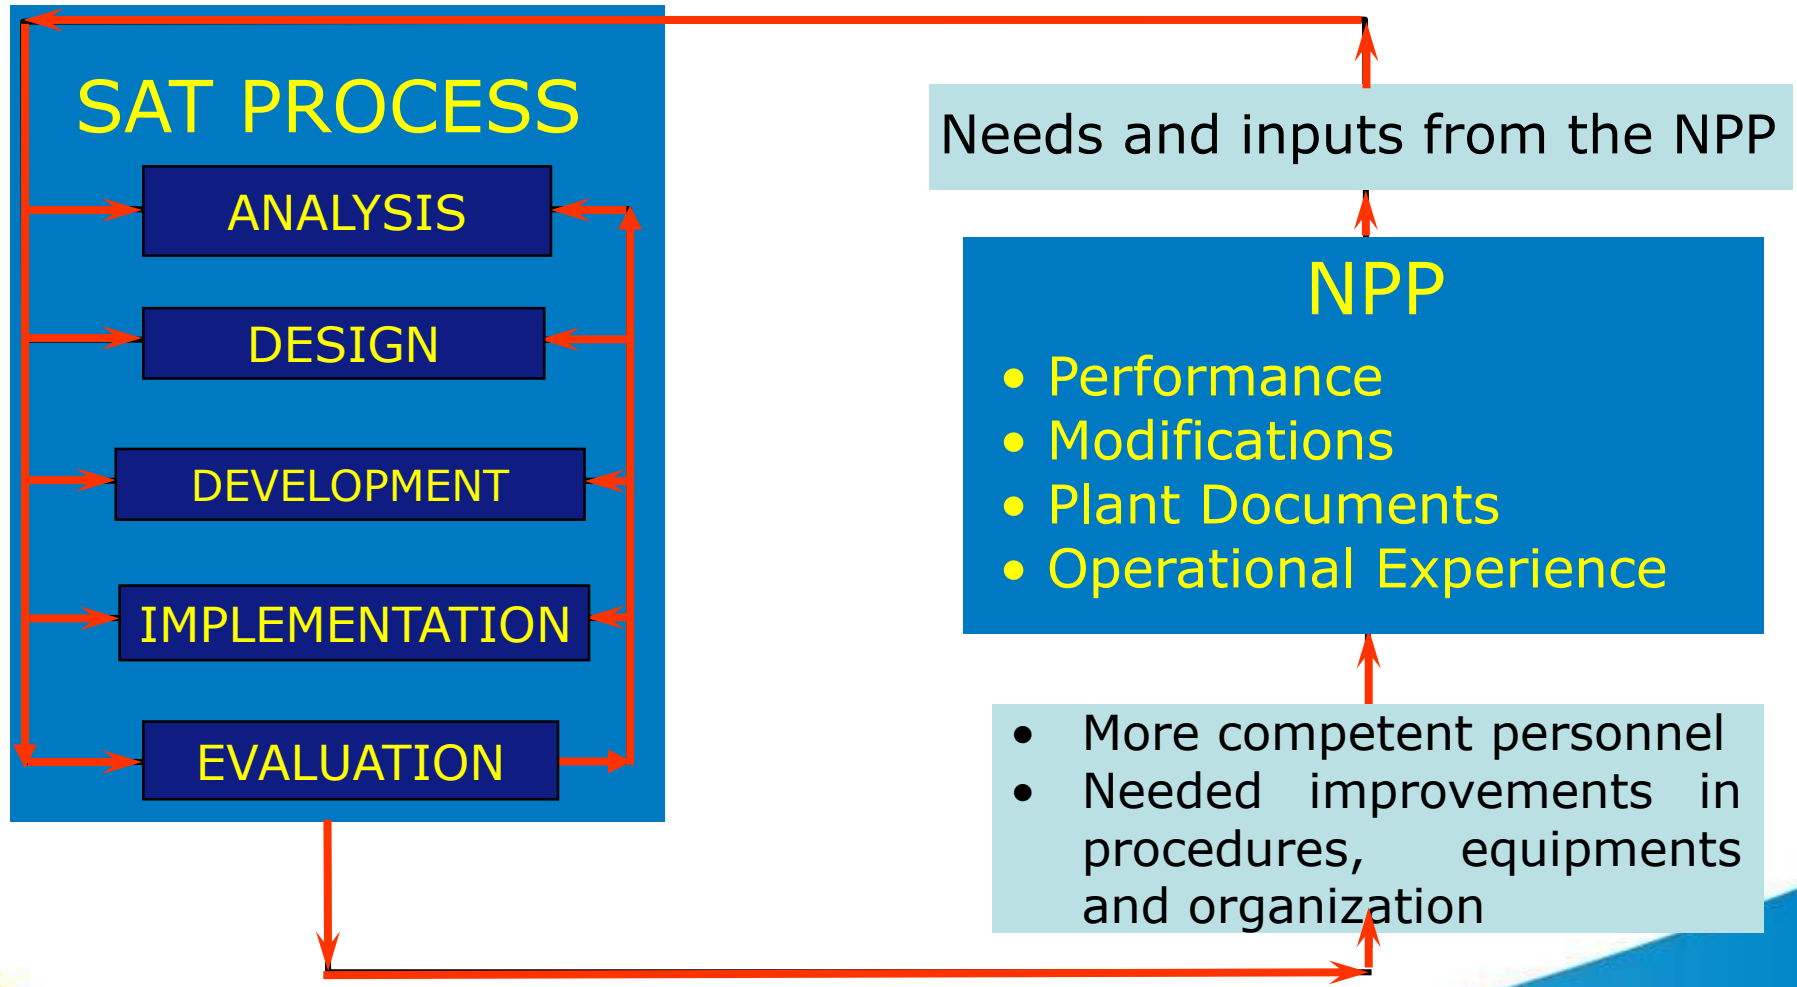 SAT PROCESS
ANALYSIS
DESIGN
DEVELOPMENT
IMPLEMENTATION
EVALUATION
Needs and inputs from the NPP
NPP
• Performance
• Modifications
• Plant Documents
• Operational Experience
• More competent personnel
• Needed improvements in
procedures, equipments
and organization